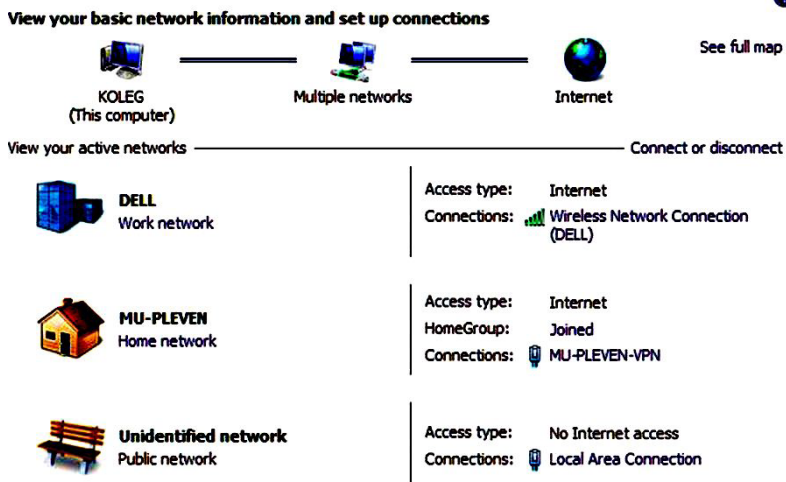 View your basic network information and set up connections
See full map
KOLEG
(This computer)
Multiple networks
Internet
View your active networks
Connect or disconnect
DELL
Work network
Access type: Internet
Connections: Wireless Network Connection
(DELL)
MU-PLEVEN
Home network
Access type: Internet
HomeGroup: Joined
Connections: MU-PLEVEN-VPN
Unidentified network
Public network
Access type: No Internet access
Connections: Local Area Connection